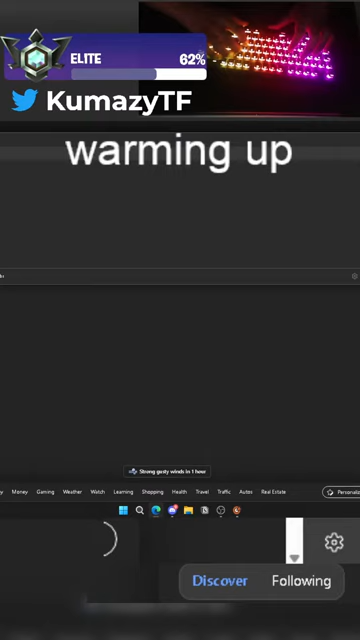 ELITE 62%
KumazyTF
warming up
Strong gusty winds in 1 hour
Money Gaming Weather Watch Learning Shopping Health Travel Traffic Autos Real Estate
Discover Following